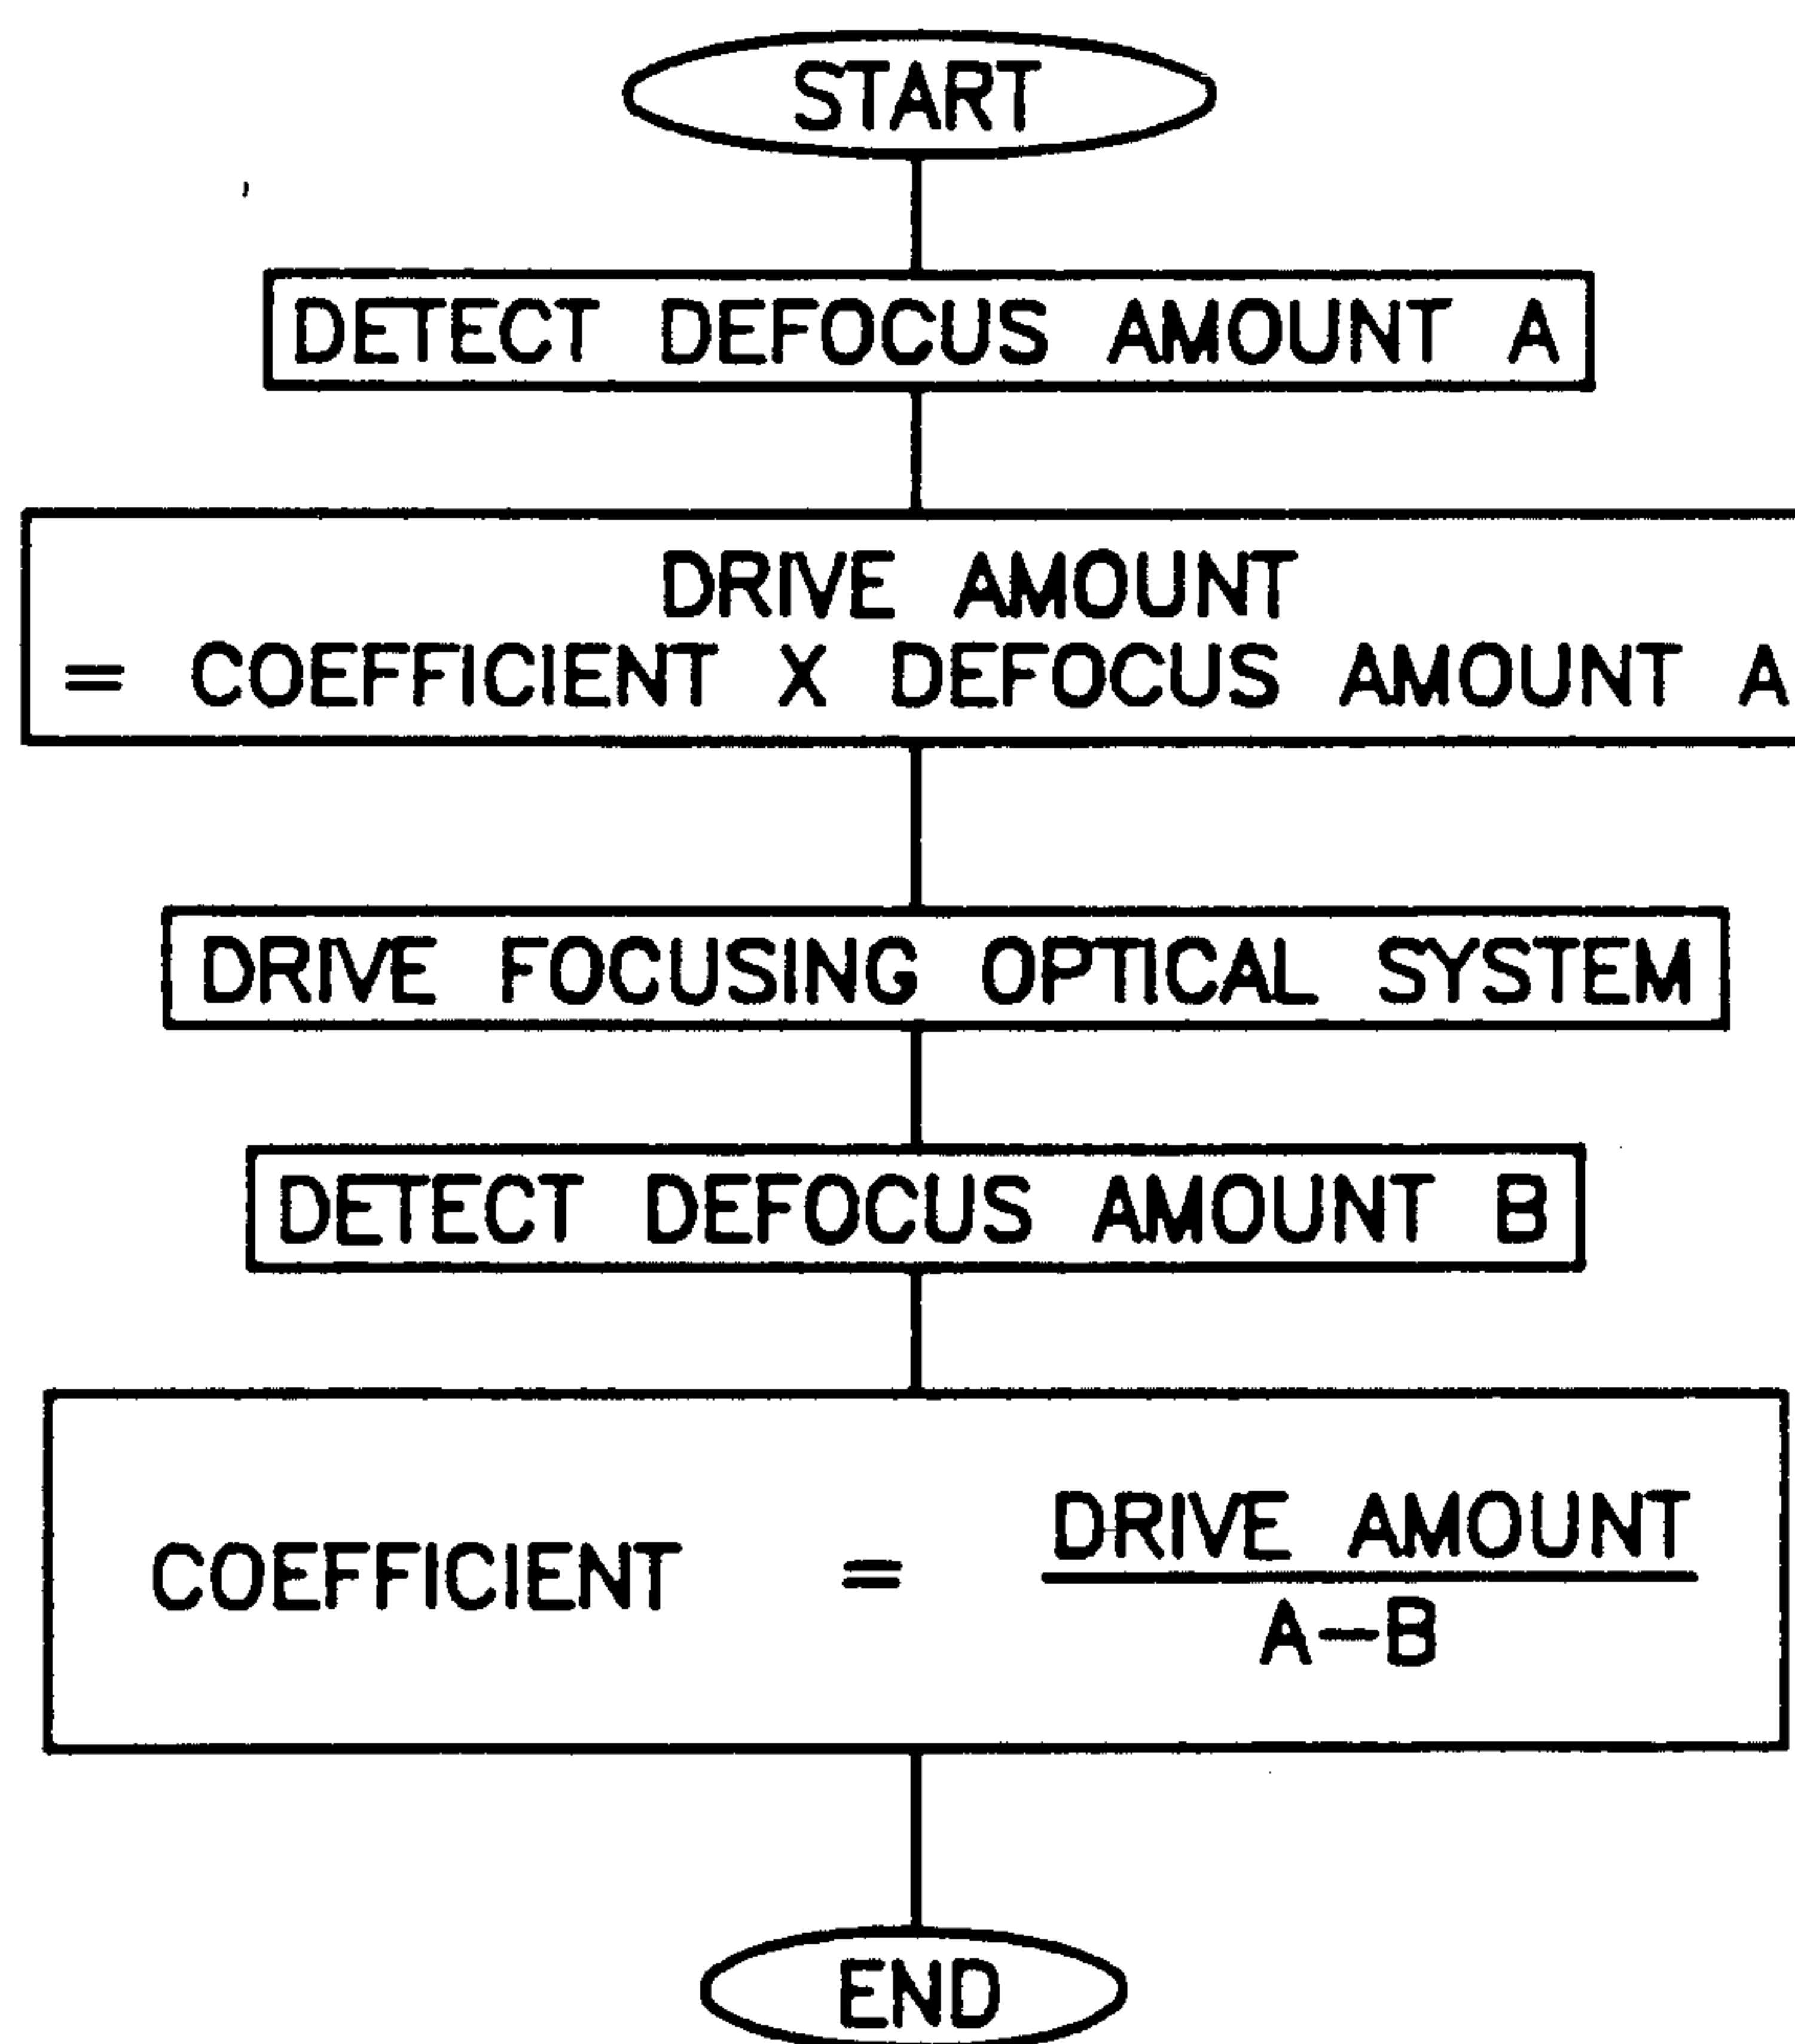 START
DETECT DEFOCUS AMOUNT A
DRIVE AMOUNT
= COEFFICIENT X DEFOCUS AMOUNT A
DRIVE FOCUSING OPTICAL SYSTEM
DETECT DEFOCUS AMOUNT B
DRIVE AMOUNT
COEFFICIENT =
A-B
END